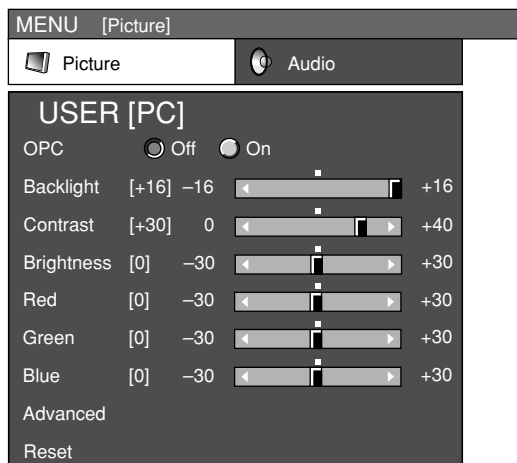 MENU [Picture]
Picture Audio
USER [PC]
OPC Off On
Backlight [+16] –16 +16
Contrast [+30] 0 +40
Brightness [0] –30 +30
Red [0] –30 +30
Green [0] –30 +30
Blue [0] –30 +30
Advanced
Reset